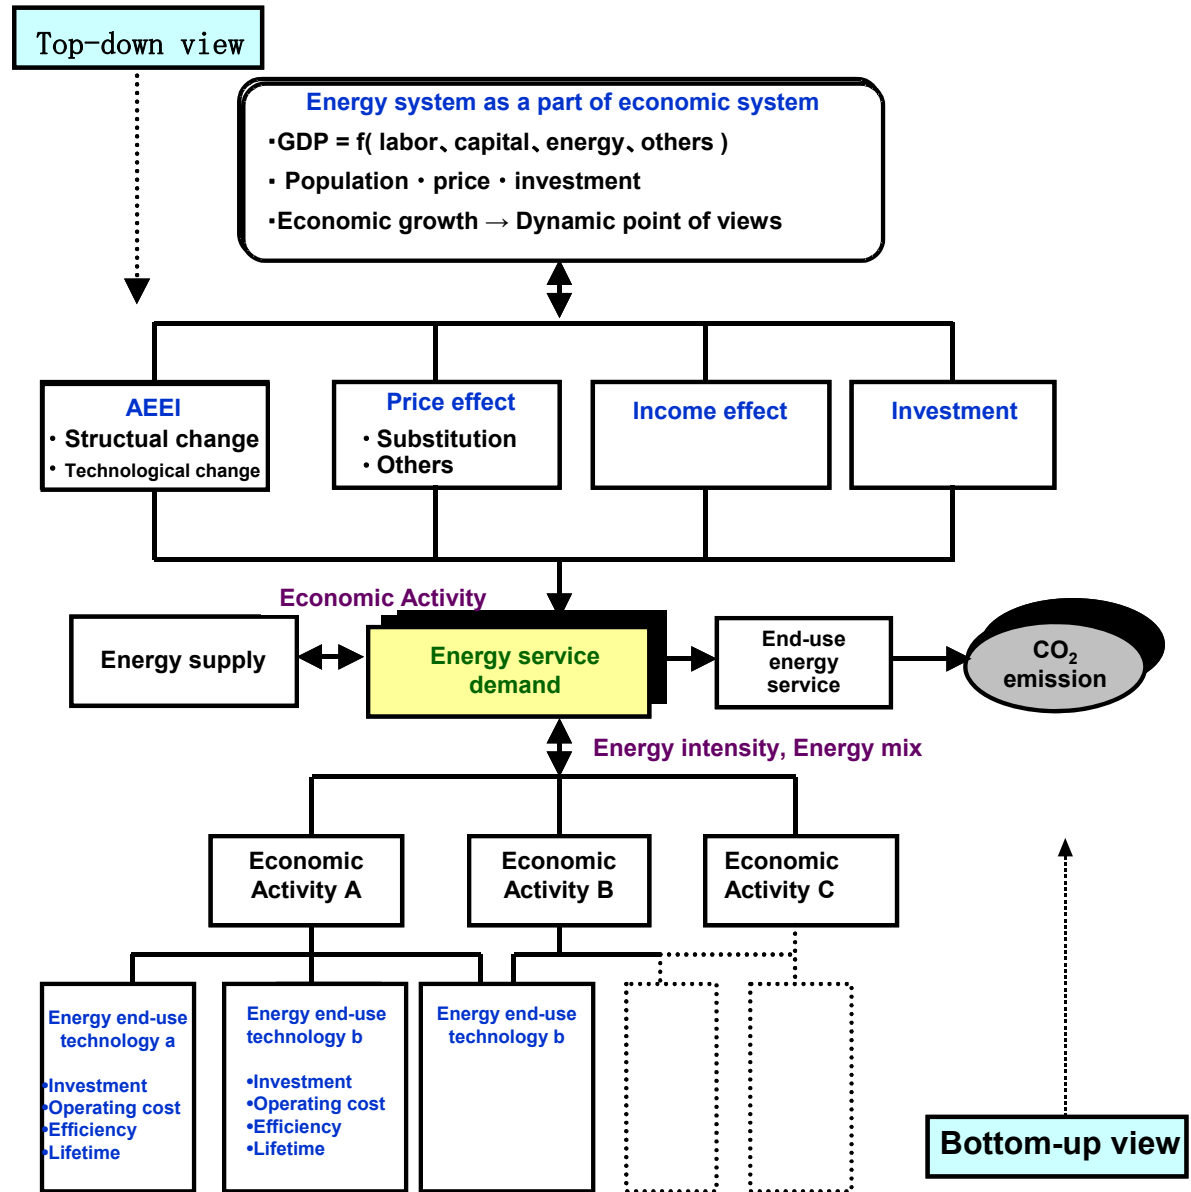 Top-down view
Energy system as a part of economic system
・GDP = f( labor、capital、energy、others )
・ Population・price・investment
・Economic growth → Dynamic point of views
AEEI
・Structual change
・Technological change
Price effect
・Substitution
・Others
Income effect
Investment
Economic Activity
Energy supply
Energy service
demand
End-use
energy
service
CO₂
emission
Energy intensity, Energy mix
Economic
Activity A
Economic
Activity B
Economic
Activity C
Energy end-use
technology a
•Investment
•Operating cost
•Efficiency
•Lifetime
Energy end-use
technology b
•Investment
•Operating cost
•Efficiency
•Lifetime
Energy end-use
technology b
Bottom-up view